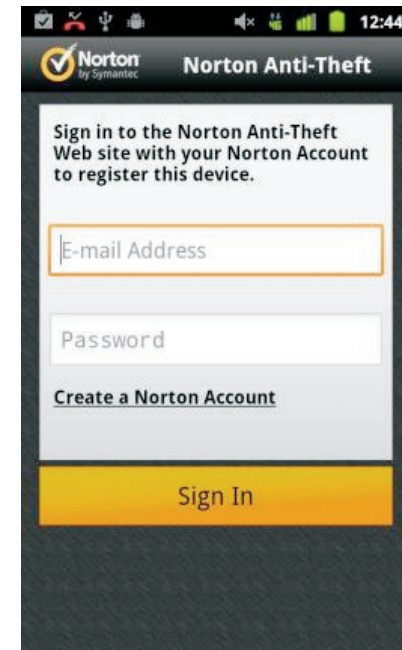 12:44
Norton
by Symantec
Norton Anti-Theft
Sign in to the Norton Anti-Theft
Web site with your Norton Account
to register this device.
E-mail Address
Password
Create a Norton Account
Sign In